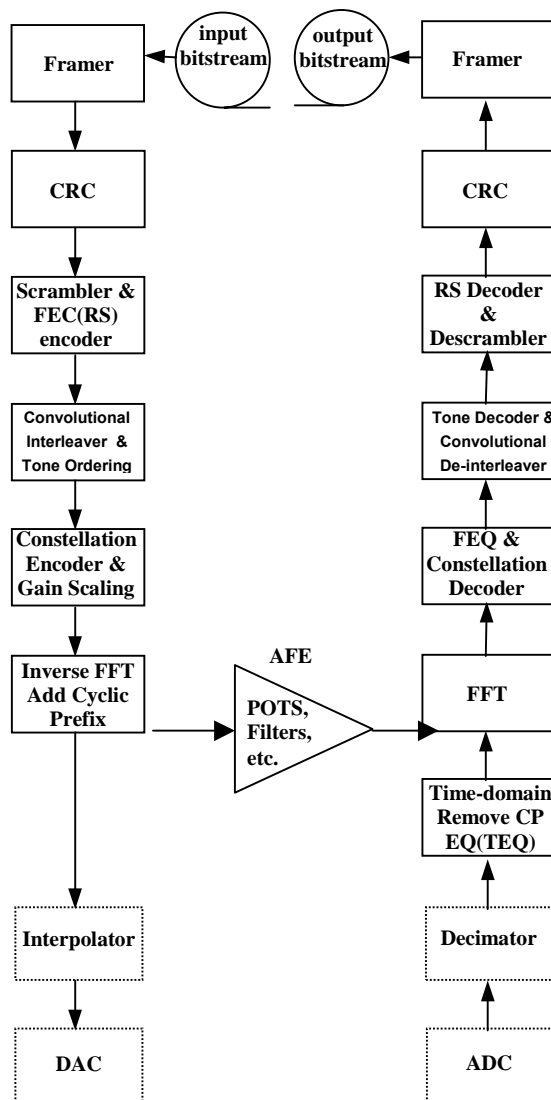 Framer
input
bitstream
output
bitstream
Framer
CRC
CRC
Scrambler &
FEC(RS)
encoder
RS Decoder
&
Descrambler
Convolutional
Interleaver &
Tone Ordering
Tone Decoder &
Convolutional
De-interleaver
Constellation
Encoder &
Gain Scaling
FEQ &
Constellation
Decoder
Inverse FFT
Add Cyclic
Prefix
AFE
POTS,
Filters,
etc.
FFT
Time-domain
Remove CP
EQ(TEQ)
Interpolator
Decimator
DAC
ADC